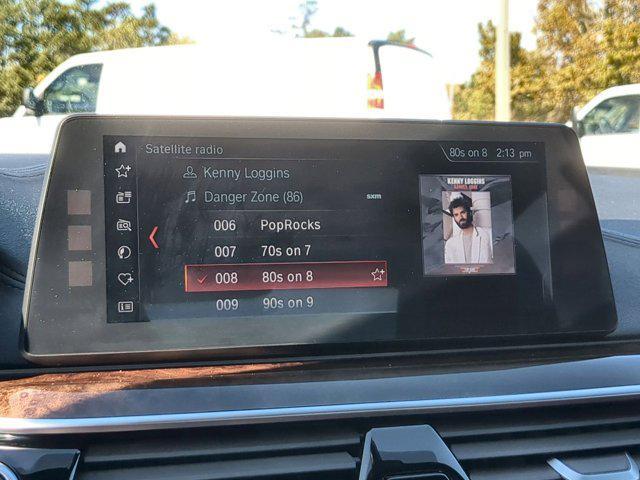 Satellite radio
80s on 8 2:13 pm
Kenny Loggins
Danger Zone (86)
sxm
KENNY LOGGINS
006 PopRocks
007 70s on 7
008 80s on 8
009 90s on 9